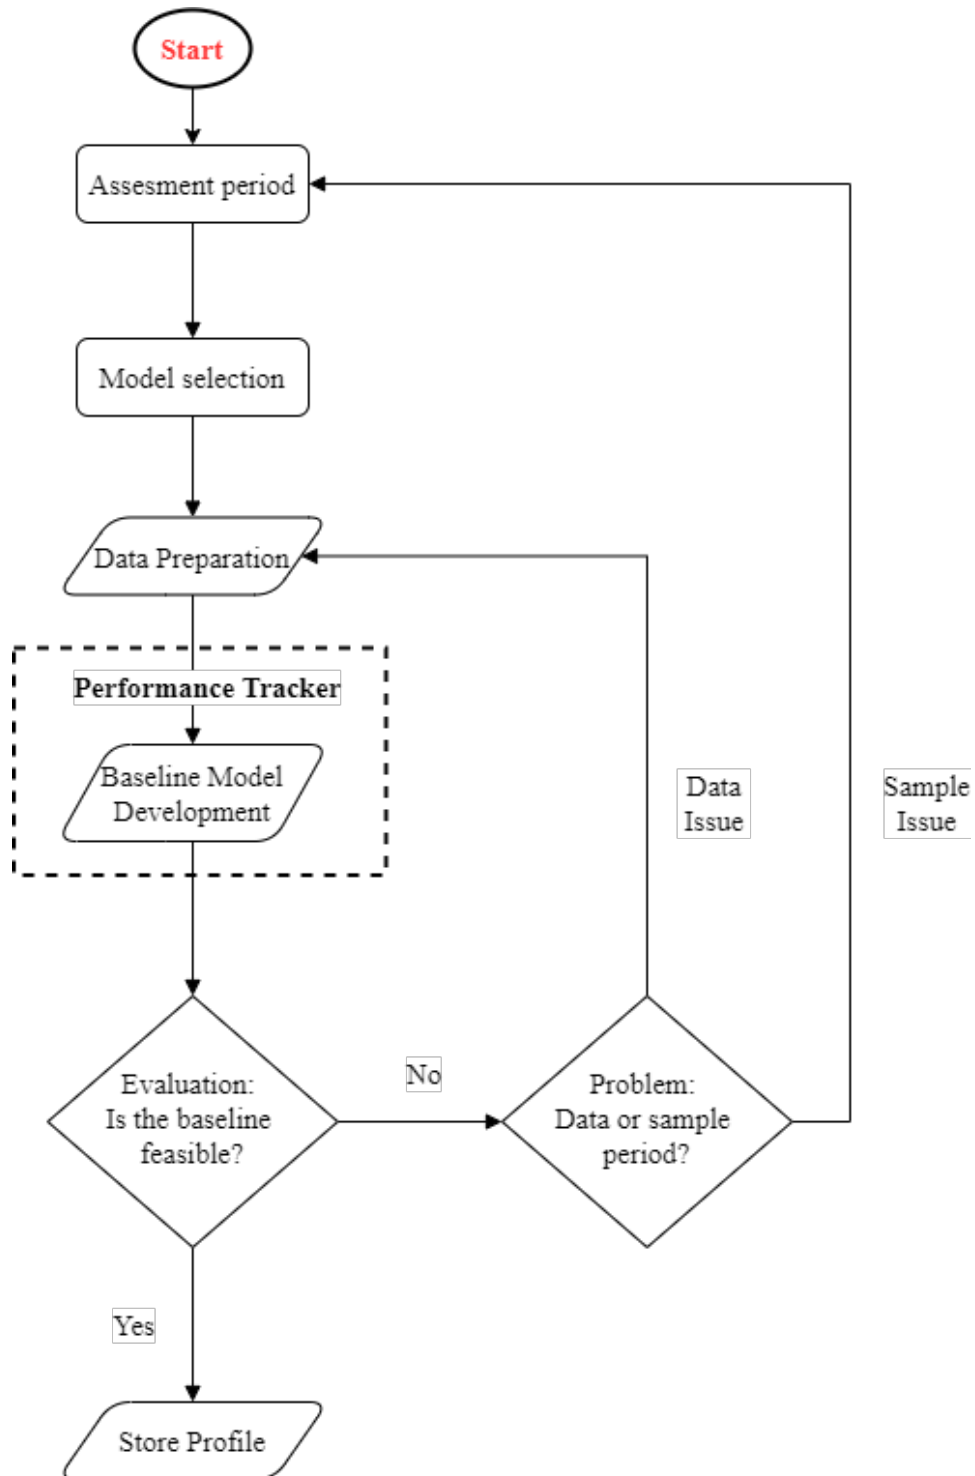 Start
Assesment period
Model selection
Data Preparation
Performance Tracker
Baseline Model
Development
Data
Issue
Sample
Issue
Evaluation:
Is the baseline
feasible?
No
Problem:
Data or sample
period?
Yes
Store Profile